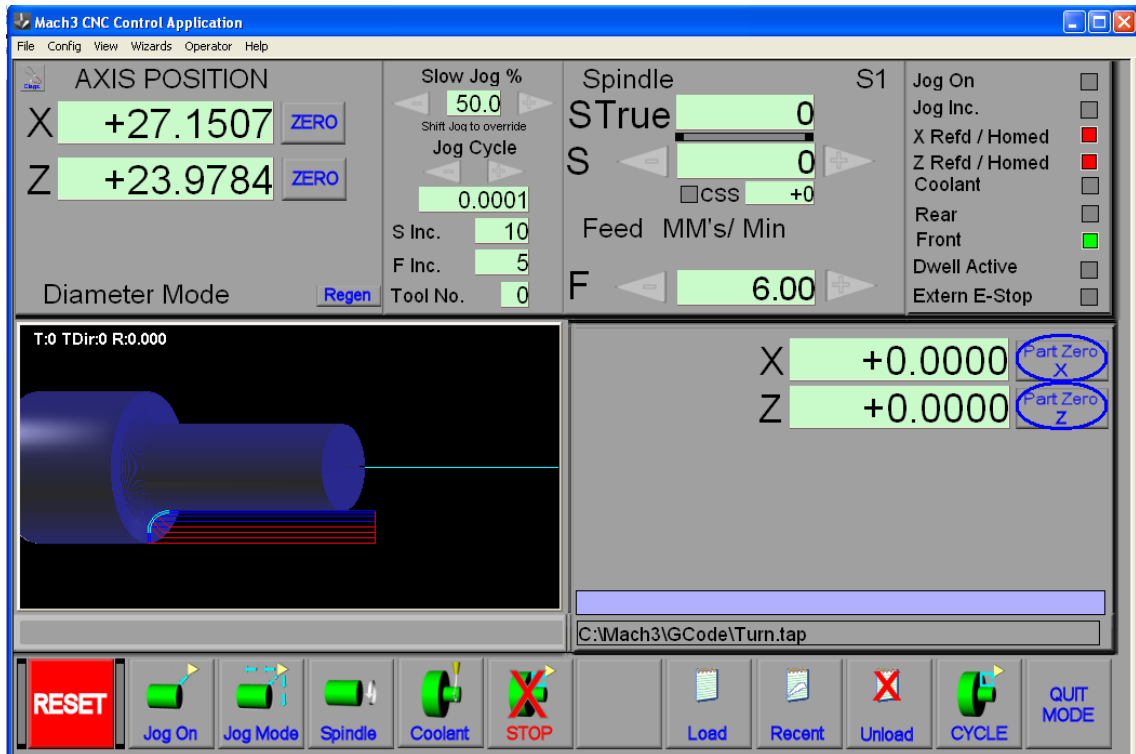 Mach3 CNC Control Application
File Config View Wizards Operator Help
AXIS POSITION
X +27.1507 ZERO
Z +23.9784 ZERO
Diameter Mode Regen
Slow Jog %
50.0
Shift Jog to override
Jog Cycle
0.0001
S Inc. 10
F Inc. 5
Tool No. 0
Spindle S1
STrue 0
S 0
CSS +0
Feed MM's/ Min
F 6.00
Jog On
Jog Inc.
X Refd / Homed
Z Refd / Homed
Coolant
Rear
Front
Dwell Active
Extern E-Stop
T:0 TDir:0 R:0.000
X +0.0000 Part Zero X
Z +0.0000 Part Zero Z
C:\Mach3\GCode\Turn.tap
RESET
Jog On
Jog Mode
Spindle
Coolant
STOP
Load
Recent
Unload
CYCLE
QUIT
MODE